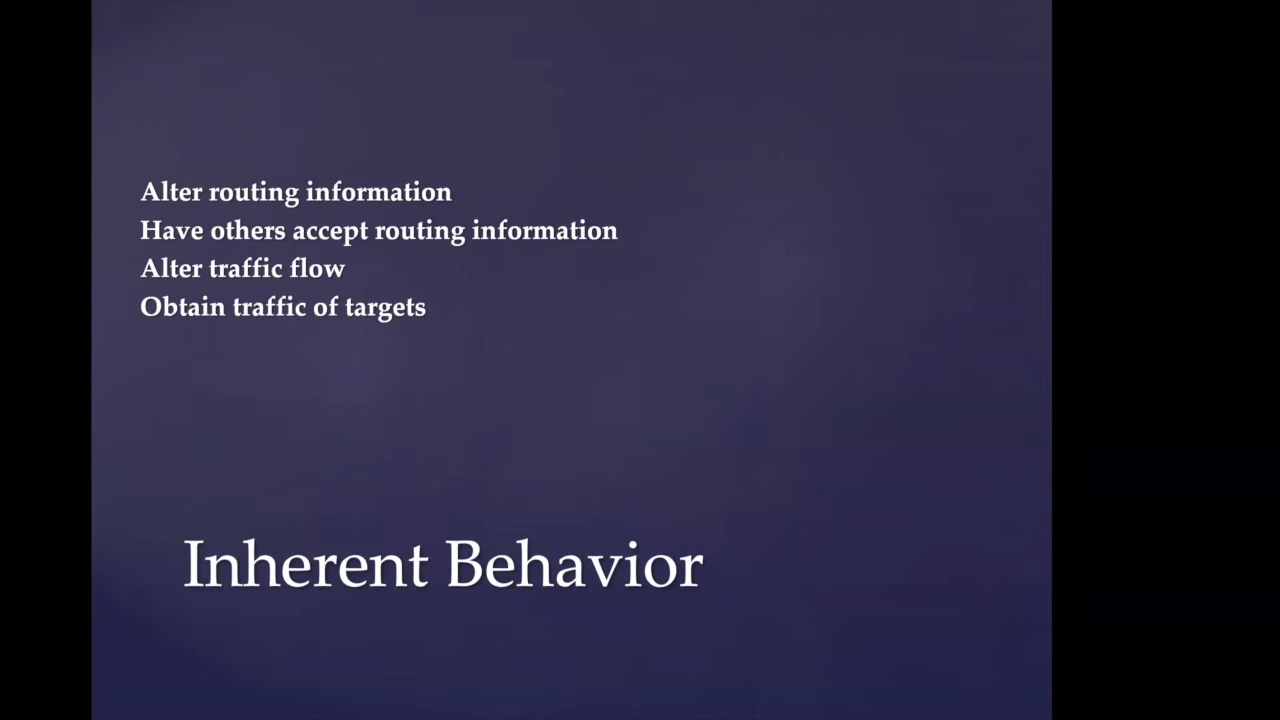 Alter routing information
Have others accept routing information
Alter traffic flow
Obtain traffic of targets
Inherent Behavior